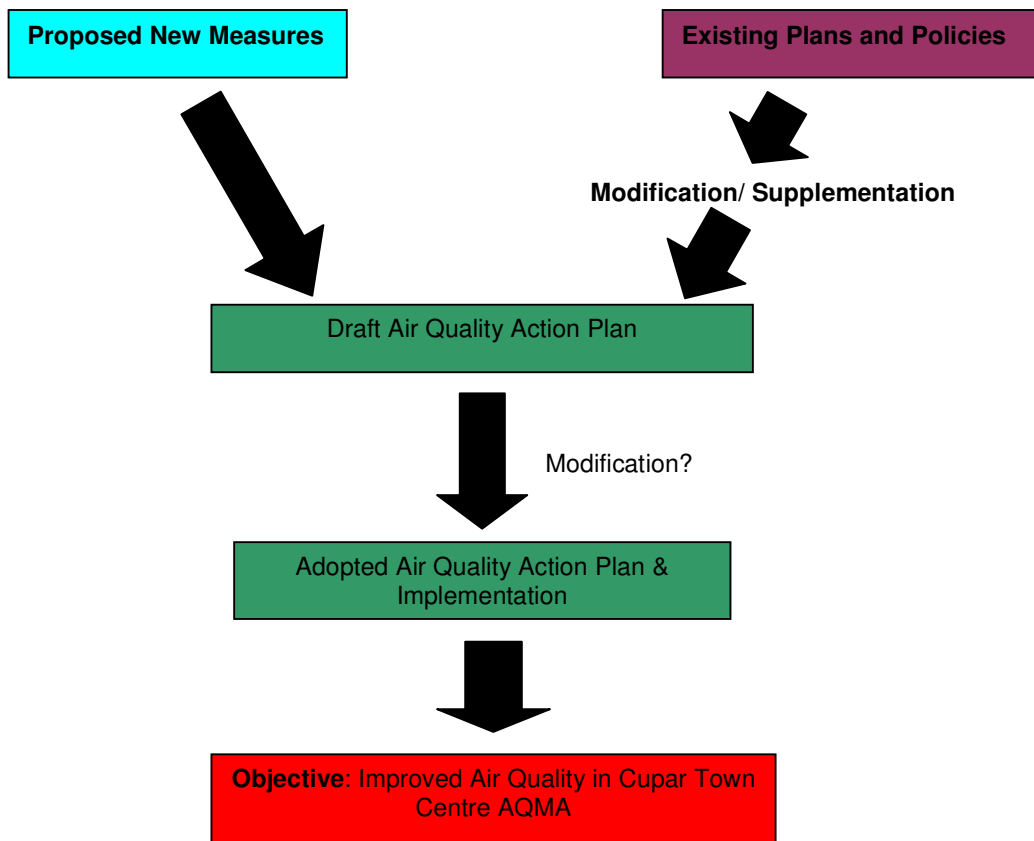 Proposed New Measures
Existing Plans and Policies
Modification/ Supplementation
Draft Air Quality Action Plan
Modification?
Adopted Air Quality Action Plan &
Implementation
Objective: Improved Air Quality in Cupar Town
Centre AQMA